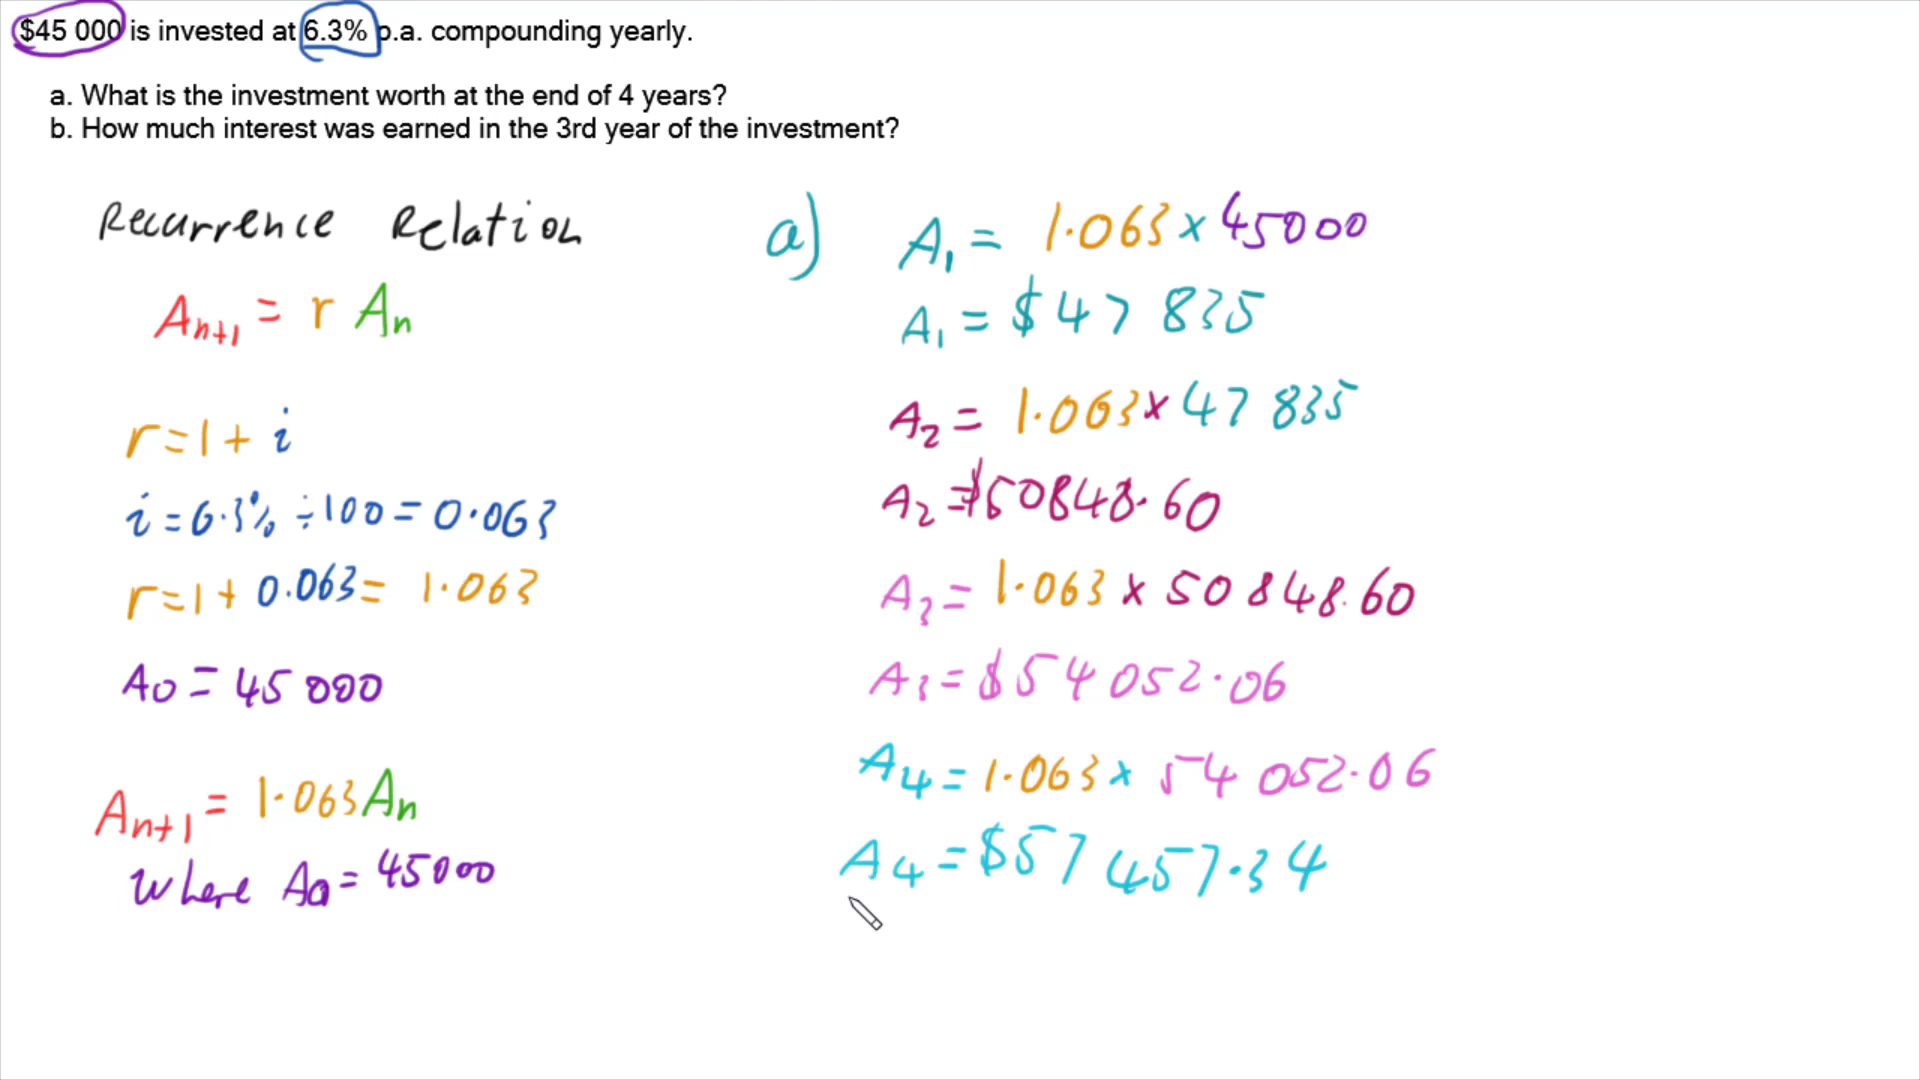 $45 000 is invested at 6.3% p.a. compounding yearly.
a. What is the investment worth at the end of 4 years?
b. How much interest was earned in the 3rd year of the investment?
Recurrence Relation
Aₙ₊₁ = r Aₙ
r = 1 + i
i = 6.3% ÷ 100 = 0.063
r = 1 + 0.063 = 1.063
A₀ = 45 000
Aₙ₊₁ = 1.063Aₙ
where A₀ = 45000
a) A₁ = 1.063 × 45000
A₁ = $47 835
A₂ = 1.063 × 47 835
A₂ = $50848.60
A₃ = 1.063 × 50848.60
A₃ = $54 052.06
A₄ = 1.063 × 54 052.06
A₄ = $57 457.34